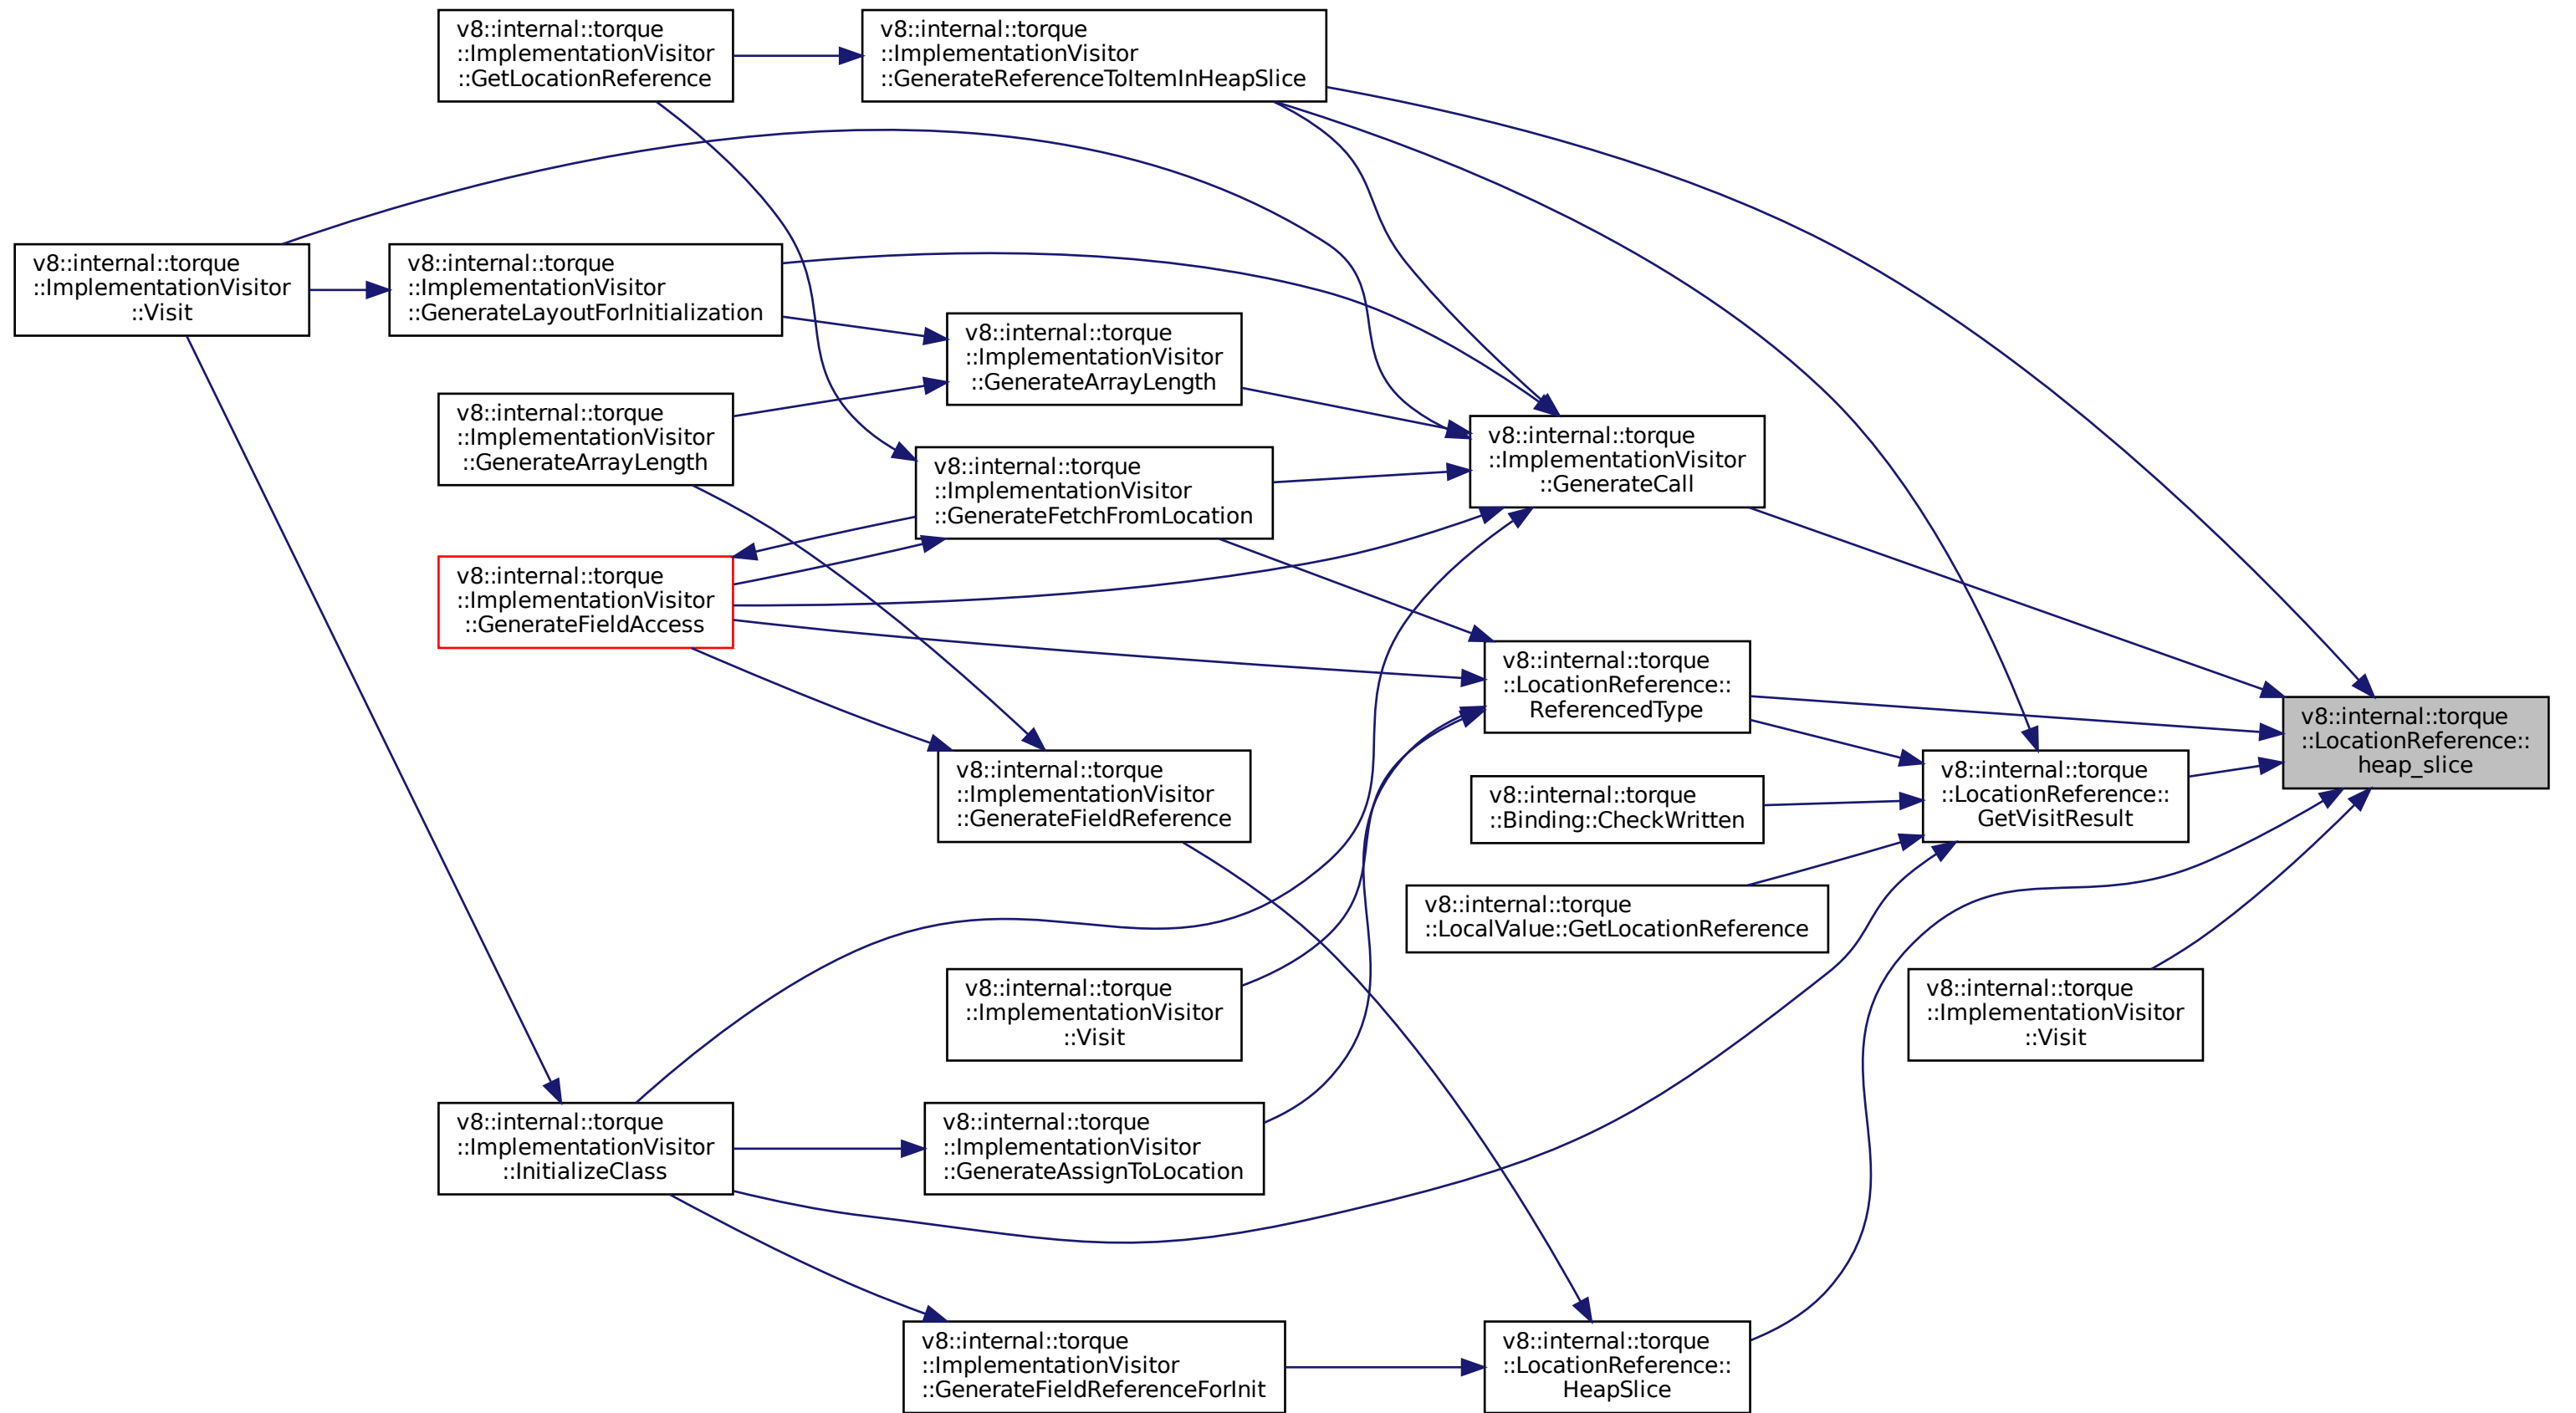 v8::internal::torque
::ImplementationVisitor
::GetLocationReference
v8::internal::torque
::ImplementationVisitor
::GenerateReferenceToItemInHeapSlice
v8::internal::torque
::ImplementationVisitor
::Visit
v8::internal::torque
::ImplementationVisitor
::GenerateLayoutForInitialization
v8::internal::torque
::ImplementationVisitor
::GenerateArrayLength
v8::internal::torque
::ImplementationVisitor
::GenerateArrayLength
v8::internal::torque
::ImplementationVisitor
::GenerateCall
v8::internal::torque
::ImplementationVisitor
::GenerateFetchFromLocation
v8::internal::torque
::ImplementationVisitor
::GenerateFieldAccess
v8::internal::torque
::LocationReference::
ReferencedType
v8::internal::torque
::LocationReference::
heap_slice
v8::internal::torque
::ImplementationVisitor
::GenerateFieldReference
v8::internal::torque
::Binding::CheckWritten
v8::internal::torque
::LocationReference::
GetVisitResult
v8::internal::torque
::LocalValue::GetLocationReference
v8::internal::torque
::ImplementationVisitor
::Visit
v8::internal::torque
::ImplementationVisitor
::Visit
v8::internal::torque
::ImplementationVisitor
::InitializeClass
v8::internal::torque
::ImplementationVisitor
::GenerateAssignToLocation
v8::internal::torque
::ImplementationVisitor
::GenerateFieldReferenceForInit
v8::internal::torque
::LocationReference::
HeapSlice